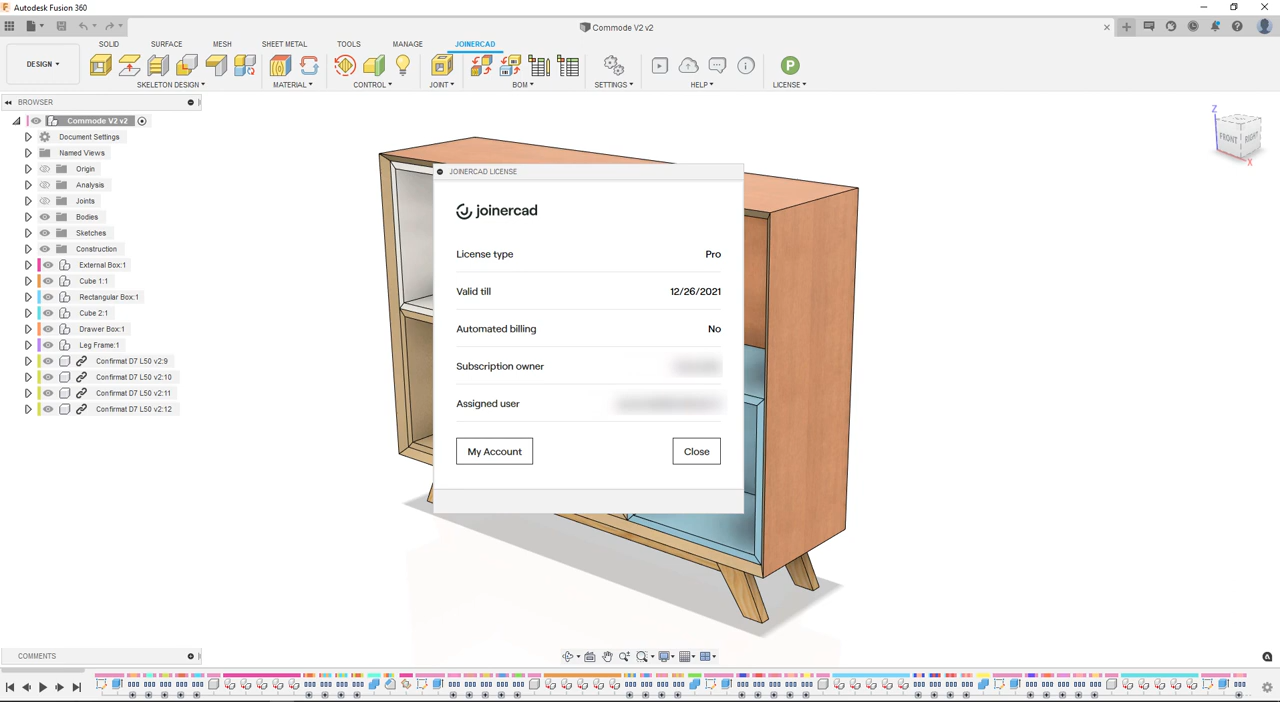 Autodesk Fusion 360
Commode V2 v2
SOLID SURFACE MESH SHEET METAL TOOLS MANAGE JOINERCAD
DESIGN
SKELETON DESIGN MATERIAL CONTROL JOINT BOM SETTINGS HELP LICENSE
P
BROWSER
Commode V2 v2
Document Settings
Named Views
Origin
Analysis
Joints
Bodies
Sketches
Construction
External Box:1
Cube 1:1
Rectangular Box:1
Cube 2:1
Drawer Box:1
Leg Frame:1
Confirmat D7 L50 v2:9
Confirmat D7 L50 v2:10
Confirmat D7 L50 v2:11
Confirmat D7 L50 v2:12
JOINERCAD LICENSE
joinercad
License type Pro
Valid till 12/26/2021
Automated billing No
Subscription owner
Assigned user
My Account Close
Z
FRONT RIGHT
X
COMMENTS